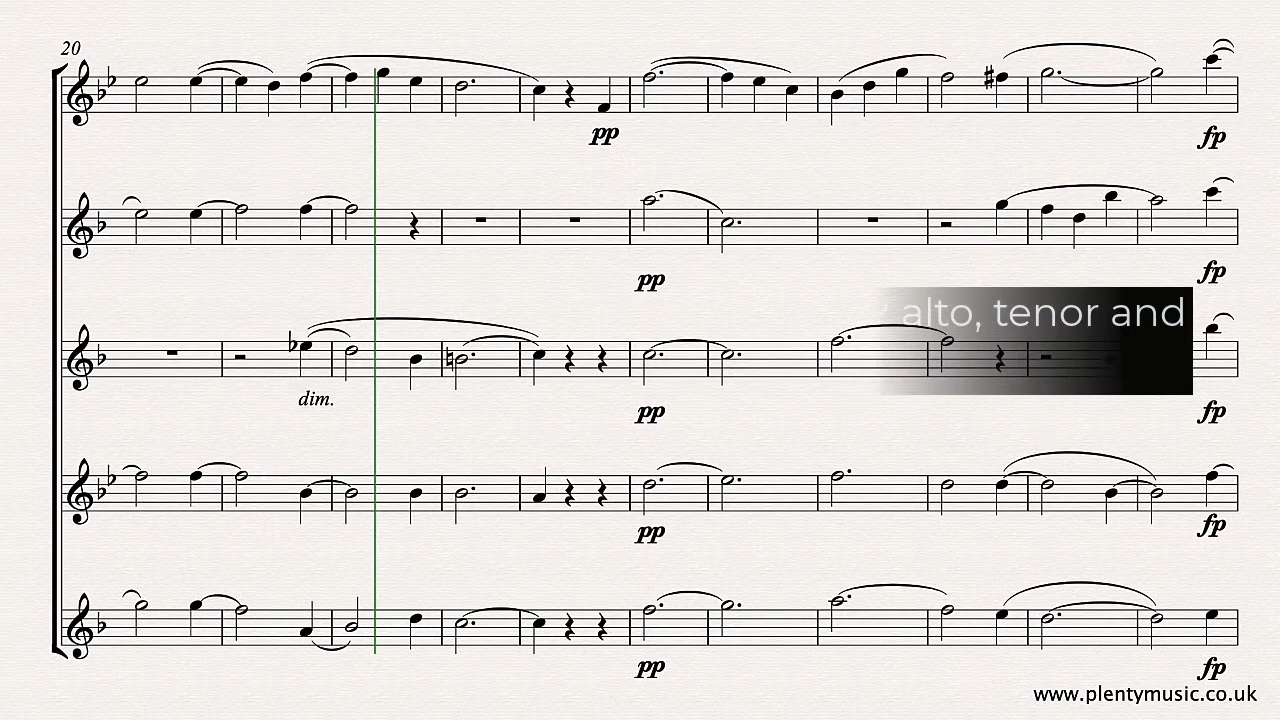 20
pp
fp
pp
fp
alto, tenor and
dim.
pp
fp
pp
fp
pp
fp
www.plentymusic.co.uk